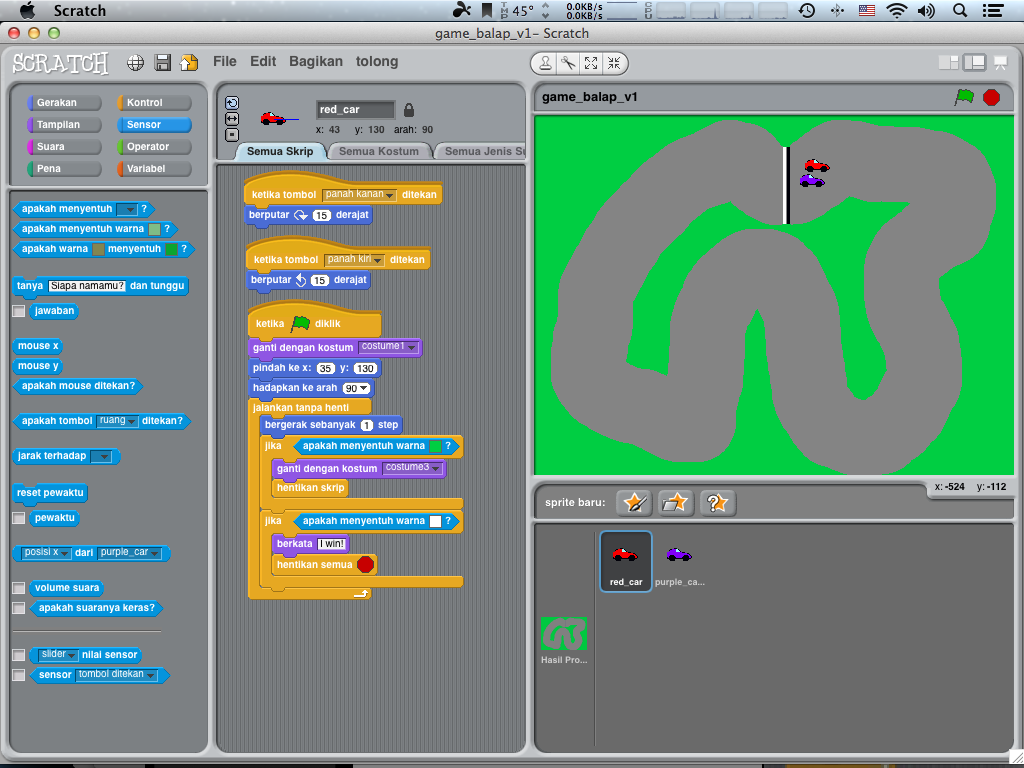 Scratch
45°
0.0KB/s
0.0KB/s
game_balap_v1– Scratch
SCRATCH
File Edit Bagikan tolong
Gerakan Kontrol
Tampilan Sensor
Suara Operator
Pena Variabel
apakah menyentuh ?
apakah menyentuh warna ?
apakah warna menyentuh ?
tanya Siapa namamu? dan tunggu
jawaban
mouse x
mouse y
apakah mouse ditekan?
apakah tombol ruang ditekan?
jarak terhadap
reset pewaktu
pewaktu
posisi x dari purple_car
volume suara
apakah suaranya keras?
slider nilai sensor
sensor tombol ditekan
red_car
x: 43 y: 130 arah: 90
Semua Skrip Semua Kostum Semua Jenis Su
ketika tombol panah kanan ditekan
berputar 15 derajat
ketika tombol panah kiri ditekan
berputar 15 derajat
ketika diklik
ganti dengan kostum costume1
pindah ke x: 35 y: 130
hadapkan ke arah 90
jalankan tanpa henti
bergerak sebanyak 1 step
jika apakah menyentuh warna ?
ganti dengan kostum costume3
hentikan skrip
jika apakah menyentuh warna ?
berkata I win!
hentikan semua
game_balap_v1
x: -524 y: -112
sprite baru:
red_car purple_ca...
Hasil Pro...